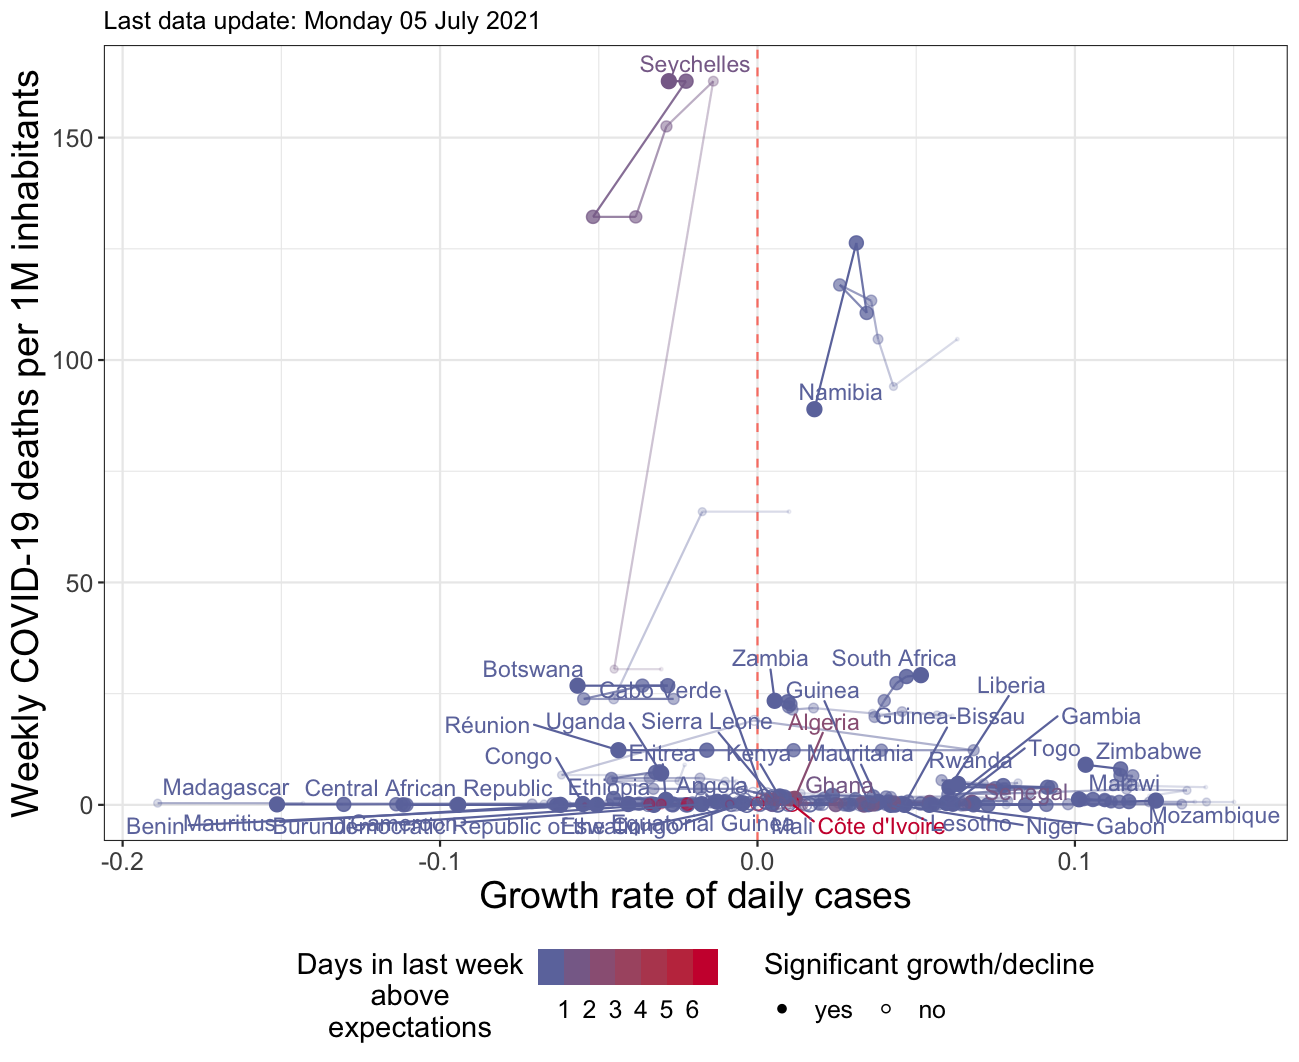 Last data update: Monday 05 July 2021
Weekly COVID-19 deaths per 1M inhabitants
150
100
50
0
Seychelles
Namibia
Zambia
South Africa
Botswana
Cabo Verde
Guinea
Liberia
Réunion
Uganda
Sierra Leone
Algeria
Guinea-Bissau
Gambia
Congo
Eritrea
Kenya
Mauritania
Rwanda
Togo
Zimbabwe
Madagascar
Central African Republic
Ethiopia
Angola
Ghana
Senegal
Malawi
Mozambique
Benin
Mauritius
Burundi
Cameroon
Democratic Republic of the Congo
Eswatini
Equatorial Guinea
Mali
Côte d'Ivoire
Lesotho
Niger
Gabon
-0.2
-0.1
0.0
0.1
Growth rate of daily cases
Days in last week
above
expectations
1 2 3 4 5 6
Significant growth/decline
yes
no